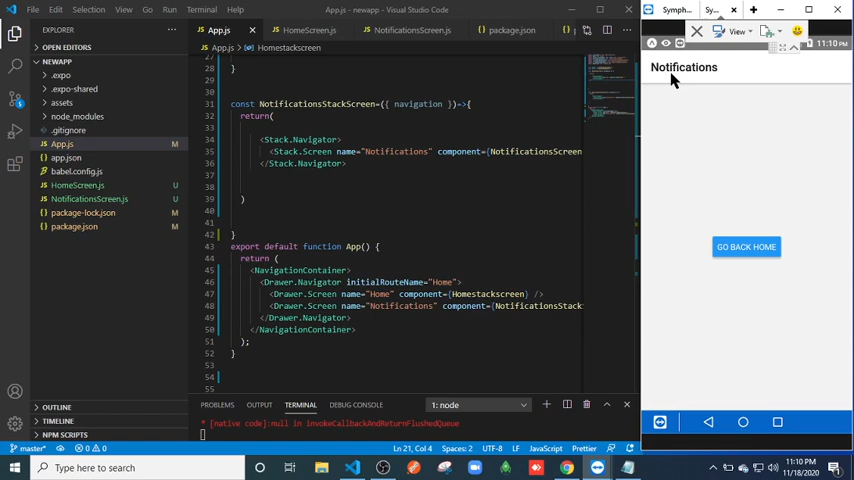 File Edit Selection View Go Run Terminal Help
App.js - newapp - Visual Studio Code
EXPLORER
OPEN EDITORS
NEWAPP
.expo
.expo-shared
assets
node_modules
.gitignore
App.js M
app.json
babel.config.js
HomeScreen.js U
NotificationsScreen.js U
package-lock.json
package.json M
OUTLINE
TIMELINE
NPM SCRIPTS
App.js
HomeScreen.js
NotificationsScreen.js
package.json
App.js > Homestackscreen
27
28 }
29
30
31 const NotificationsStackScreen=({ navigation })=>{
32 return(
33
34 <Stack.Navigator>
35 <Stack.Screen name="Notifications" component={NotificationsScreen
36 </Stack.Navigator>
37
38
39 )
40
41
42 }
43 export default function App() {
44 return (
45 <NavigationContainer>
46 <Drawer.Navigator initialRouteName="Home">
47 <Drawer.Screen name="Home" component={Homestackscreen} />
48 <Drawer.Screen name="Notifications" component={NotificationsStack
49 </Drawer.Navigator>
50 </NavigationContainer>
51 );
52 }
53
54
55
PROBLEMS OUTPUT TERMINAL DEBUG CONSOLE
1: node
* [native code]:null in invokeCallbackAndReturnFlushedQueue
master* 0 0
Ln 21, Col 4 Spaces: 2 UTF-8 LF JavaScript Prettier
Symph...
Sy...
View
11:10 PM
Notifications
GO BACK HOME
Type here to search
11:10 PM
11/18/2020